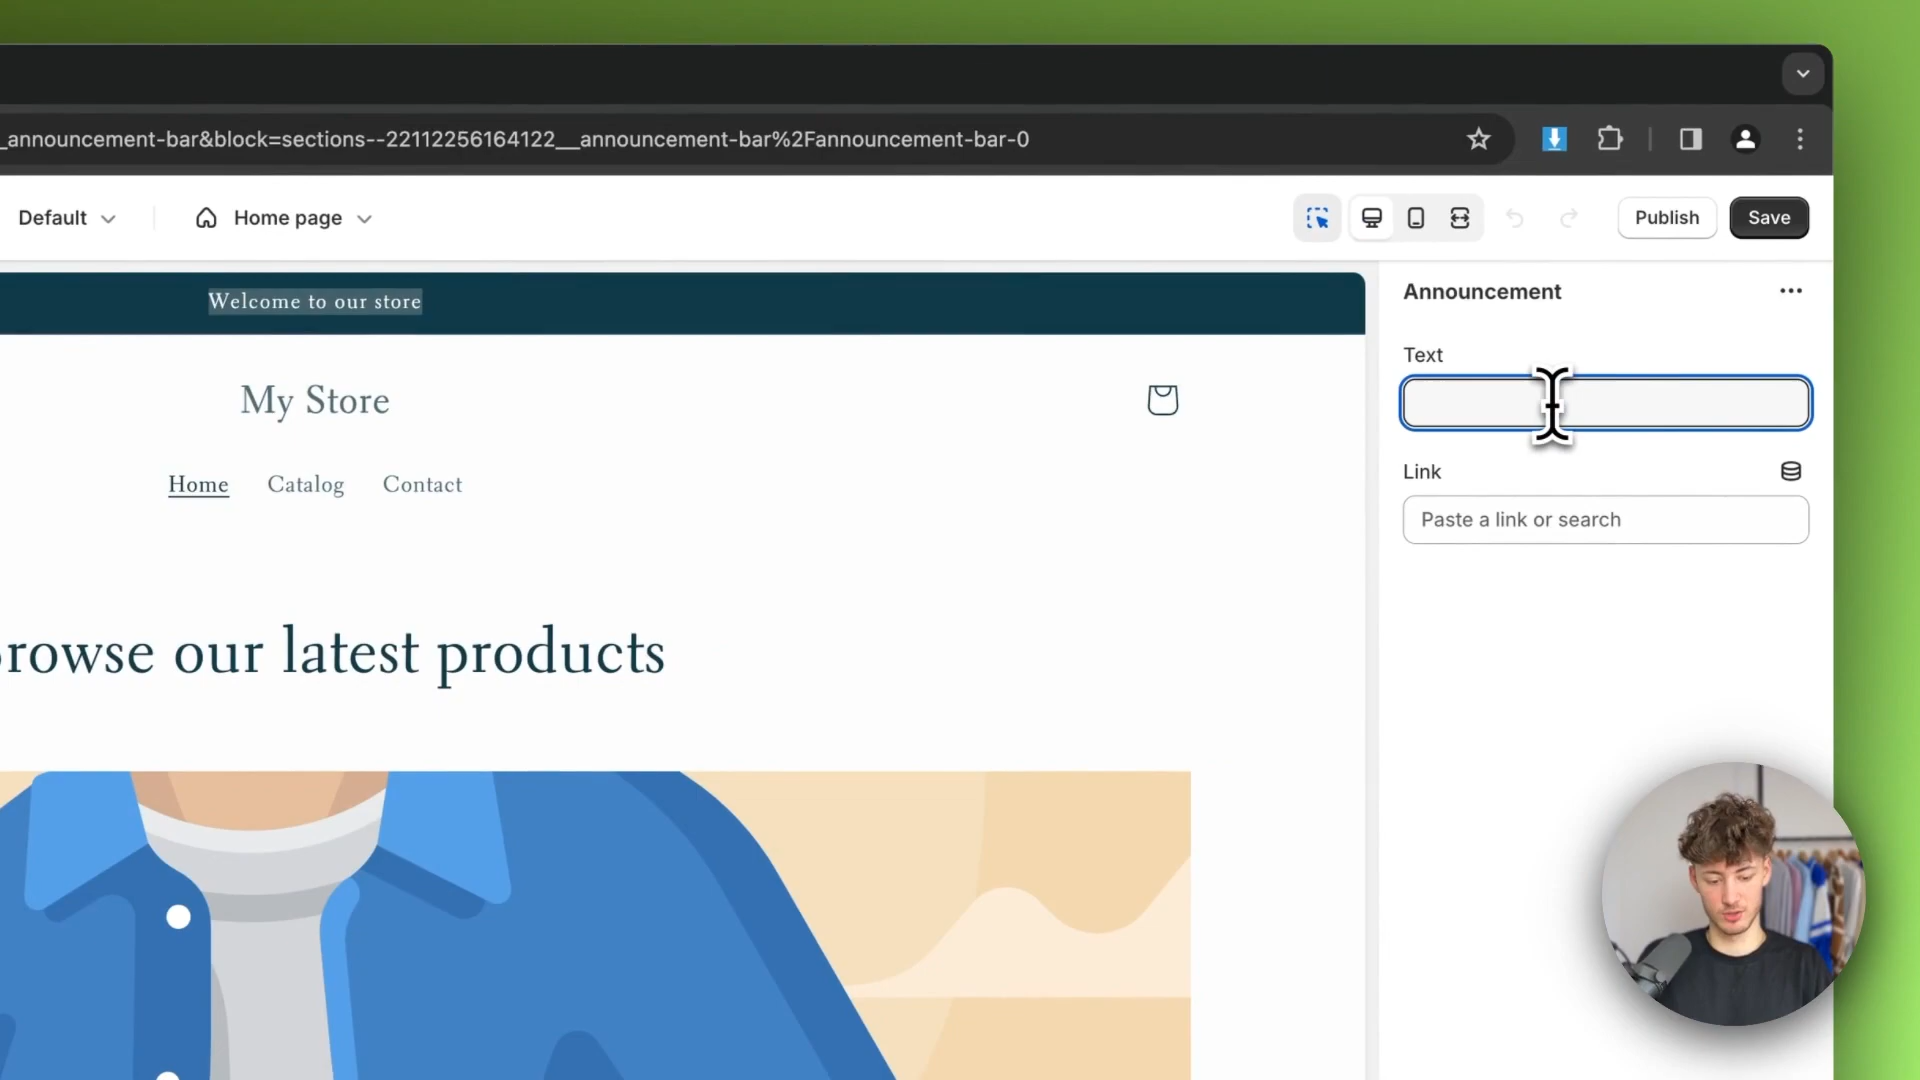 _announcement-bar&block=sections--22112256164122__announcement-bar%2Fannouncement-bar-0
Default
Home page
Publish
Save
Welcome to our store
Announcement
Text
My Store
Link
Home Catalog Contact
Paste a link or search
rowse our latest products